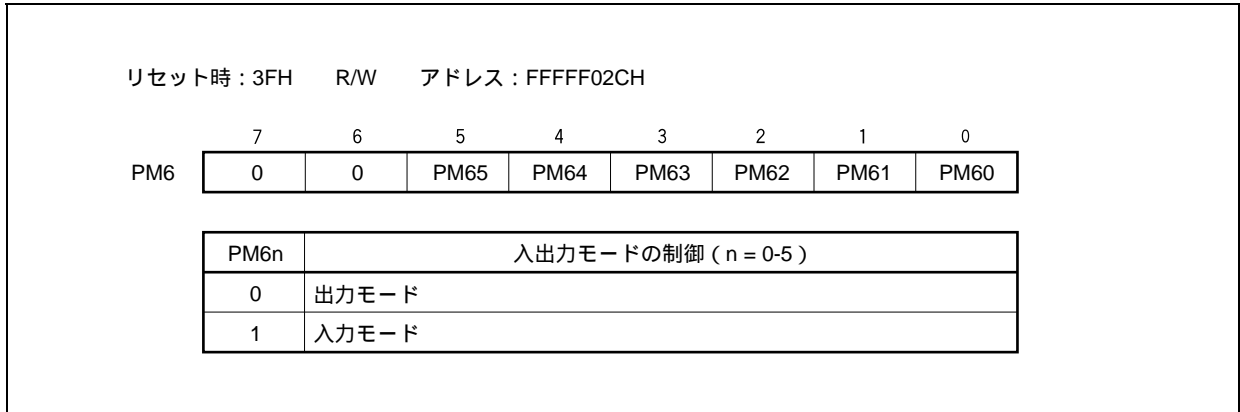 リセット時：3FH　R/W　アドレス：FFFFF02CH
7 6 5 4 3 2 1 0
PM6 0 0 PM65 PM64 PM63 PM62 PM61 PM60
PM6n 入出力モードの制御（n = 0-5）
0 出力モード
1 入力モード